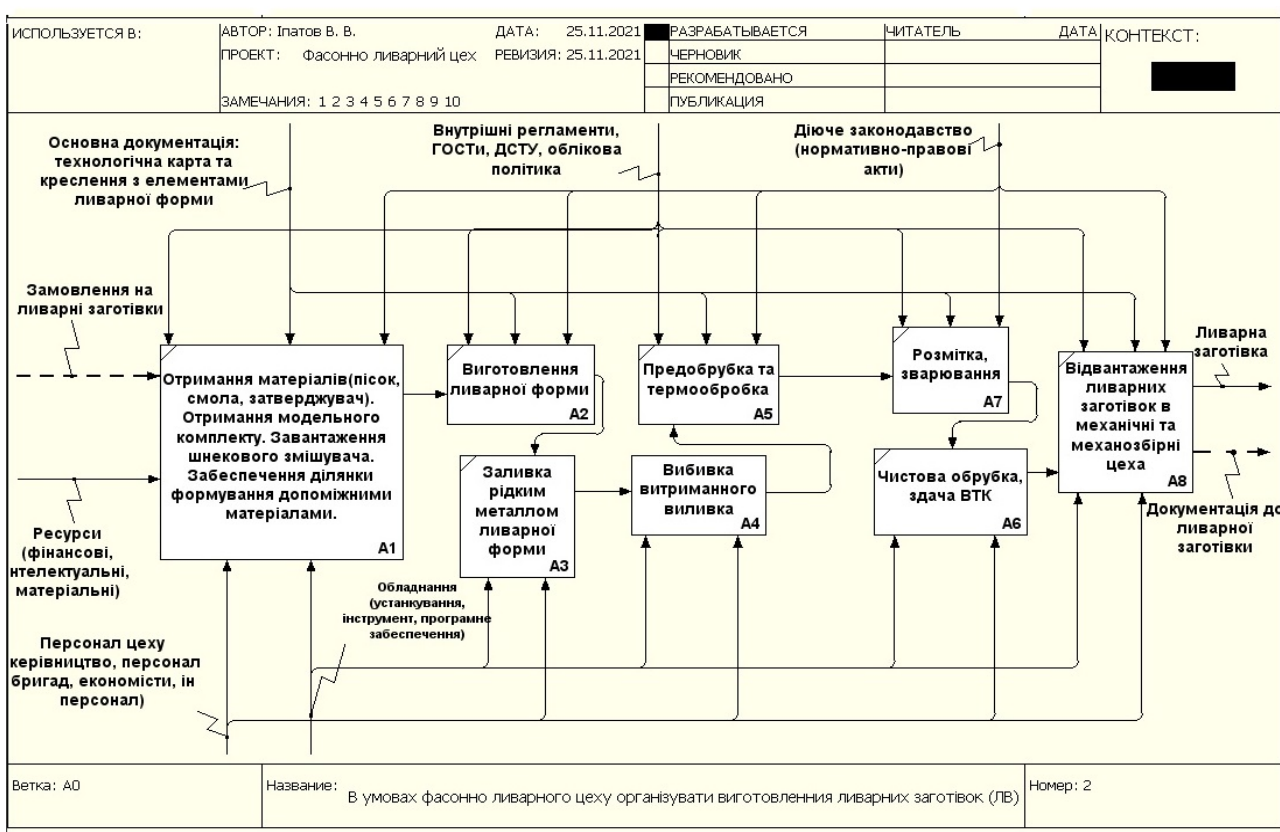 ИСПОЛЬЗУЕТСЯ В:
АВТОР: Іпатов В. В.
ДАТА: 25.11.2021
ПРОЕКТ: Фасонно ливарний цех
РЕВИЗИЯ: 25.11.2021
ЗАМЕЧАНИЯ: 1 2 3 4 5 6 7 8 9 10
РАЗРАБАТЫВАЕТСЯ
ЧЕРНОВИК
РЕКОМЕНДОВАНО
ПУБЛИКАЦИЯ
ЧИТАТЕЛЬ
ДАТА
КОНТЕКСТ:
Основна документація:
технологічна карта та
креслення з елементами
ливарної форми
Внутрішні регламенти,
ГОСТи, ДСТУ, облікова
політика
Діюче законодавство
(нормативно-правові
акти)
Замовлення на
ливарні заготівки
Отримання матеріалів(пісок,
смола, затверджувач).
Отримання модельного
комплекту. Завантаження
шнекового змішувача.
Забеспечення ділянки
формування допоміжними
матеріалами.
A1
Виготовлення
ливарної форми
A2
Предобрубка та
термообробка
A5
Розмітка,
зварювання
A7
Відвантаження
ливарних
заготівок в
механічні та
механозбірні
цеха
A8
Ливарна
заготівка
Заливка
рідким
металлом
ливарної
форми
A3
Вибивка
витриманного
виливка
A4
Чистова обрубка,
здача ВТК
A6
Документація до
ливарної
заготівки
Ресурси
(фінансові,
нтелектуальні,
матеріальні)
Обладнання
(устанкування,
інструмент, програмне
забеспечення)
Персонал цеху
керівництво, персонал
бригад, економісти, ін
персонал)
Ветка: A0
Название:
В умовах фасонно ливарного цеху організувати виготовленния ливарних заготівок (ЛВ)
Номер: 2